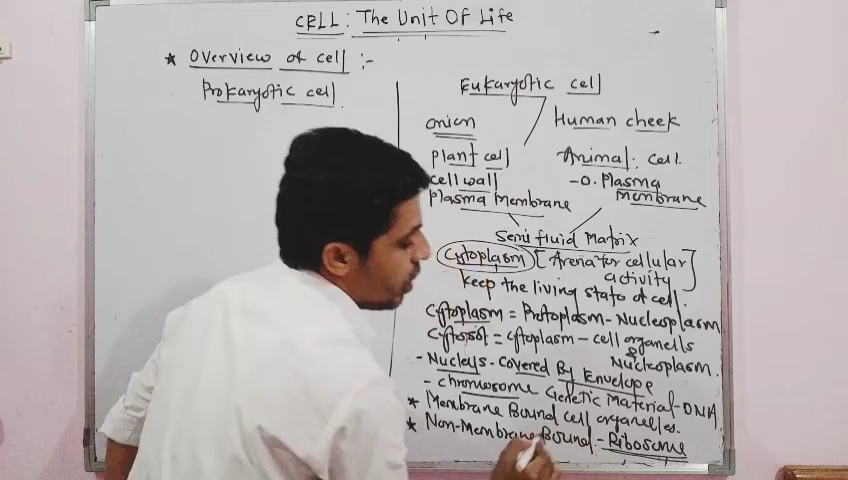 CELL: The Unit Of Life
* Overview of cell :-
Prokaryotic cell
Eukaryotic cell
onion
Human cheek
Plant cell
Animal cell.
cell wall
- O. Plasma
Plasma Membrane
Membrane
Semi fluid Matrix
Cytoplasm [Arena for cellular
activity]
keep the living state of cell.
Cytoplasm = Protoplasm - Nucleoplasm
Cytosol = Cytoplasm - cell organells
& Nucleoplasm.
- Nucleus - Covered By Envelope
- chromosome Genetic Material - DNA
* Membrane Bound cell organelles.
* Non-Membrane Bound - Ribosome